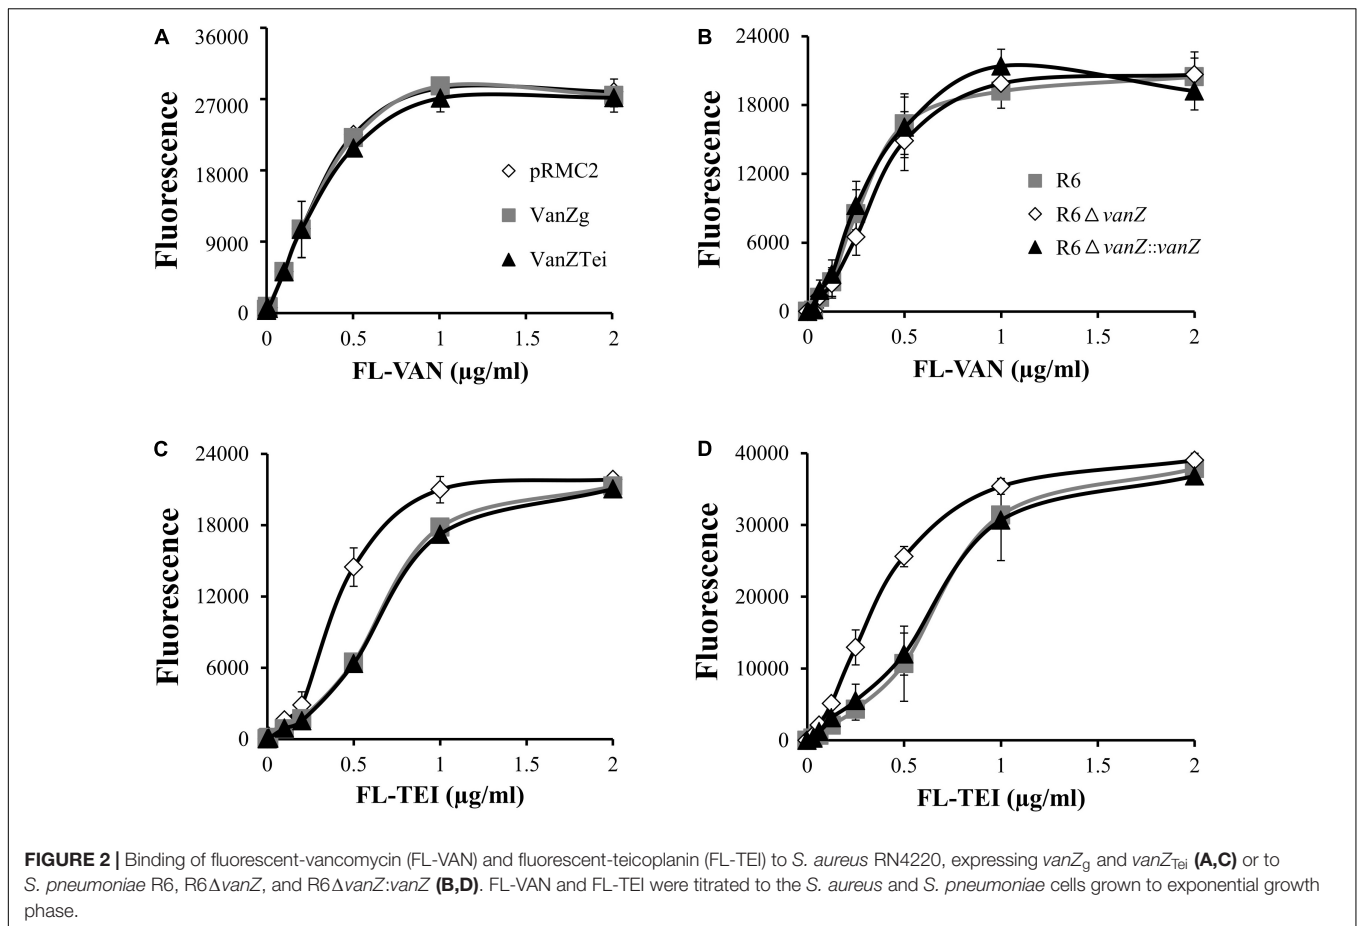 A
36000
27000
18000
9000
0
Fluorescence
pRMC2
VanZg
VanZTei
0 0.5 1 1.5 2
FL-VAN (µg/ml)
B
24000
18000
12000
6000
0
Fluorescence
R6
R6 Δ vanZ
R6 Δ vanZ::vanZ
0 0.5 1 1.5 2
FL-VAN (µg/ml)
C
24000
18000
12000
6000
0
Fluorescence
0 0.5 1 1.5 2
FL-TEI (µg/ml)
D
40000
30000
20000
10000
0
Fluorescence
0 0.5 1 1.5 2
FL-TEI (µg/ml)
FIGURE 2 | Binding of fluorescent-vancomycin (FL-VAN) and fluorescent-teicoplanin (FL-TEI) to S. aureus RN4220, expressing vanZg and vanZTei (A,C) or to
S. pneumoniae R6, R6ΔvanZ, and R6ΔvanZ:vanZ (B,D). FL-VAN and FL-TEI were titrated to the S. aureus and S. pneumoniae cells grown to exponential growth
phase.